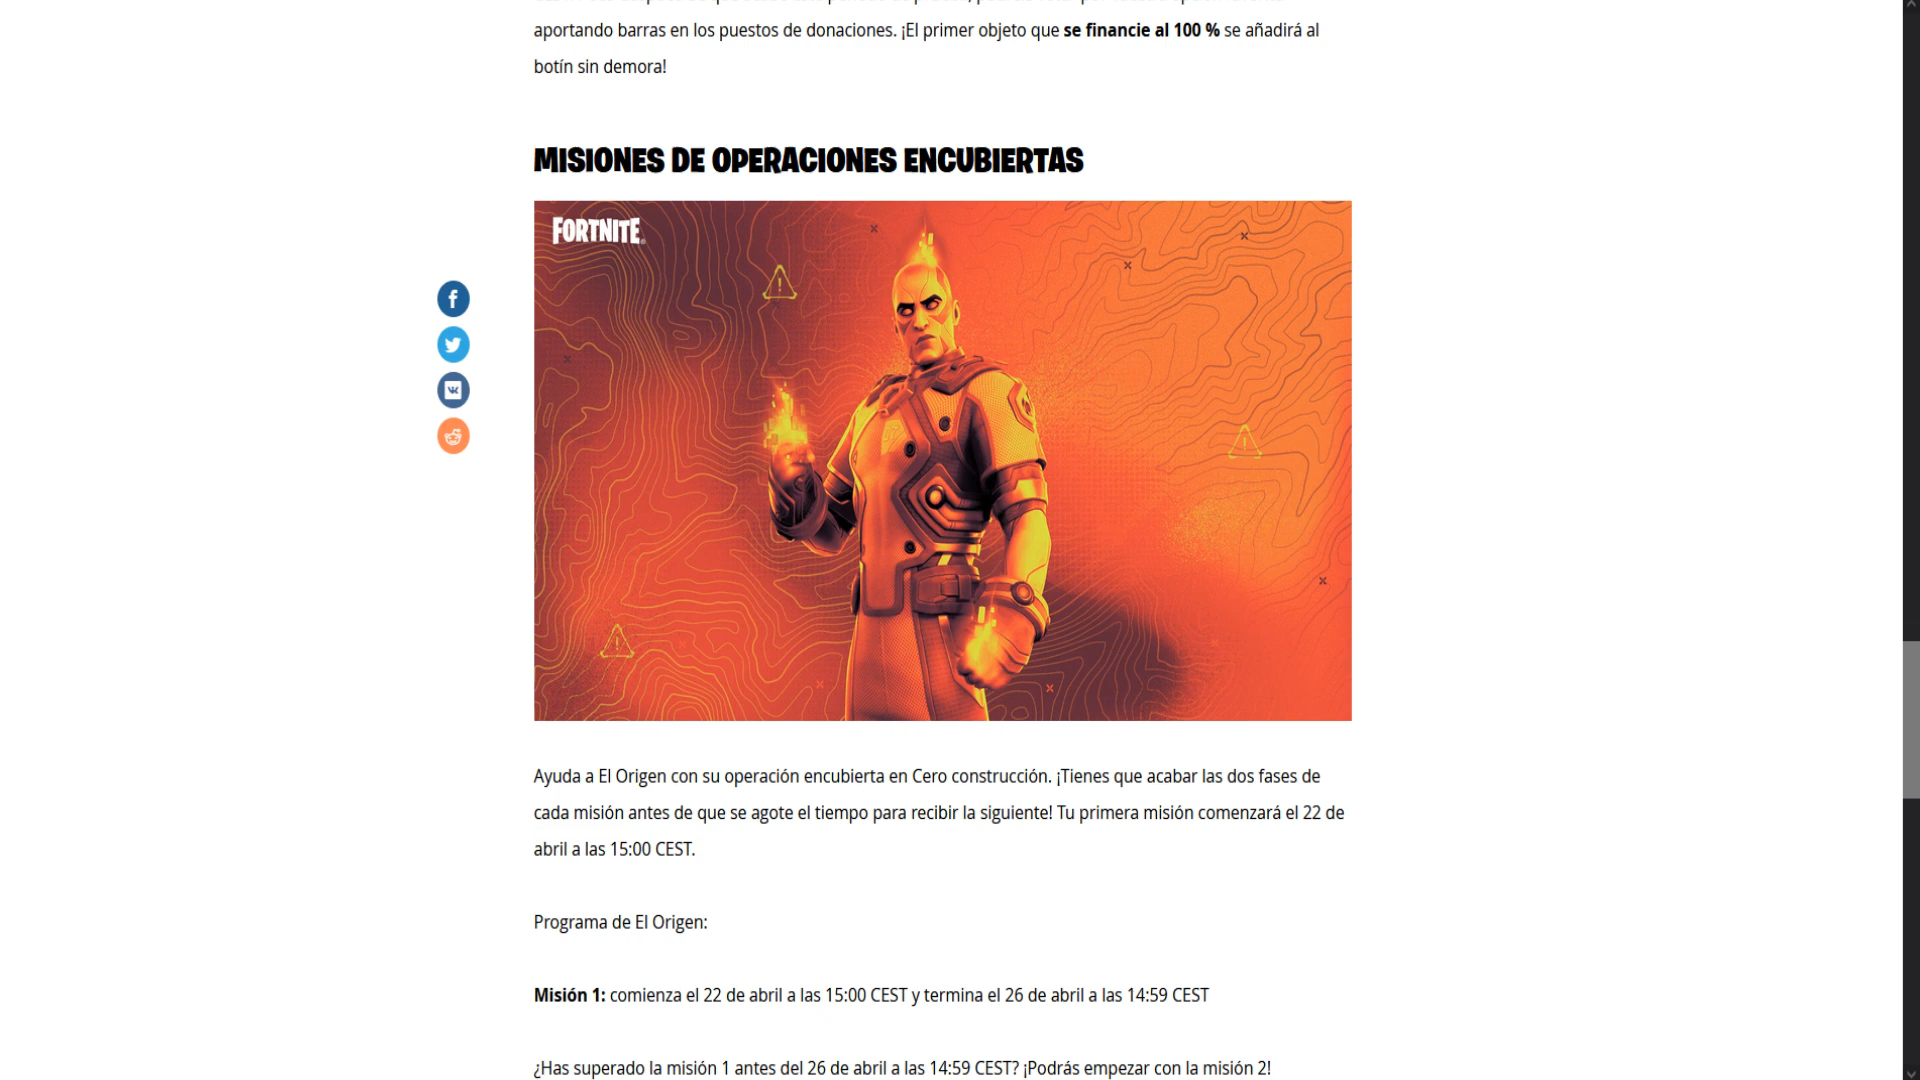 aportando barras en los puestos de donaciones. ¡El primer objeto que se financie al 100 % se añadirá al
botín sin demora!
MISIONES DE OPERACIONES ENCUBIERTAS
FORTNITE
Ayuda a El Origen con su operación encubierta en Cero construcción. ¡Tienes que acabar las dos fases de
cada misión antes de que se agote el tiempo para recibir la siguiente! Tu primera misión comenzará el 22 de
abril a las 15:00 CEST.
Programa de El Origen:
Misión 1: comienza el 22 de abril a las 15:00 CEST y termina el 26 de abril a las 14:59 CEST
¿Has superado la misión 1 antes del 26 de abril a las 14:59 CEST? ¡Podrás empezar con la misión 2!